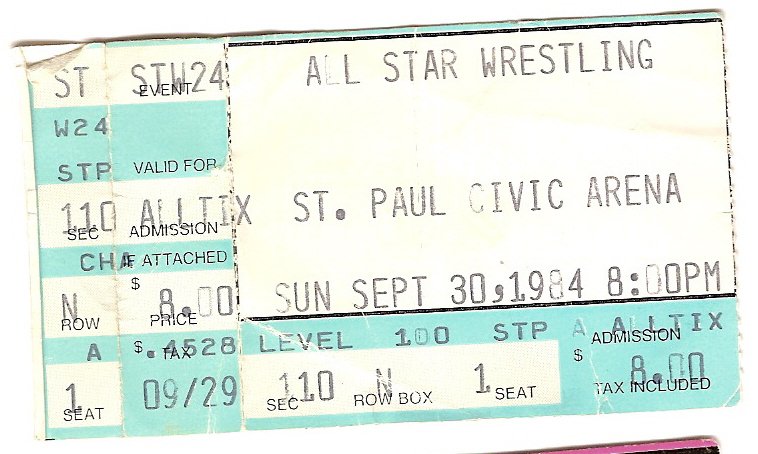 ALL STAR WRESTLING
ST. PAUL CIVIC ARENA
SUN SEPT 30,1984 8:00PM
LEVEL 100 STP A ALLTIX
ADMISSION
$ 8.00
110 N 1
SEC ROW BOX SEAT TAX INCLUDED
ST STW24
EVENT
W24
STP VALID FOR
110 ALLTIX
SEC ADMISSION
CHA IF ATTACHED
$
N 8.00
ROW PRICE
A $.4528
TAX
1 09/29
SEAT